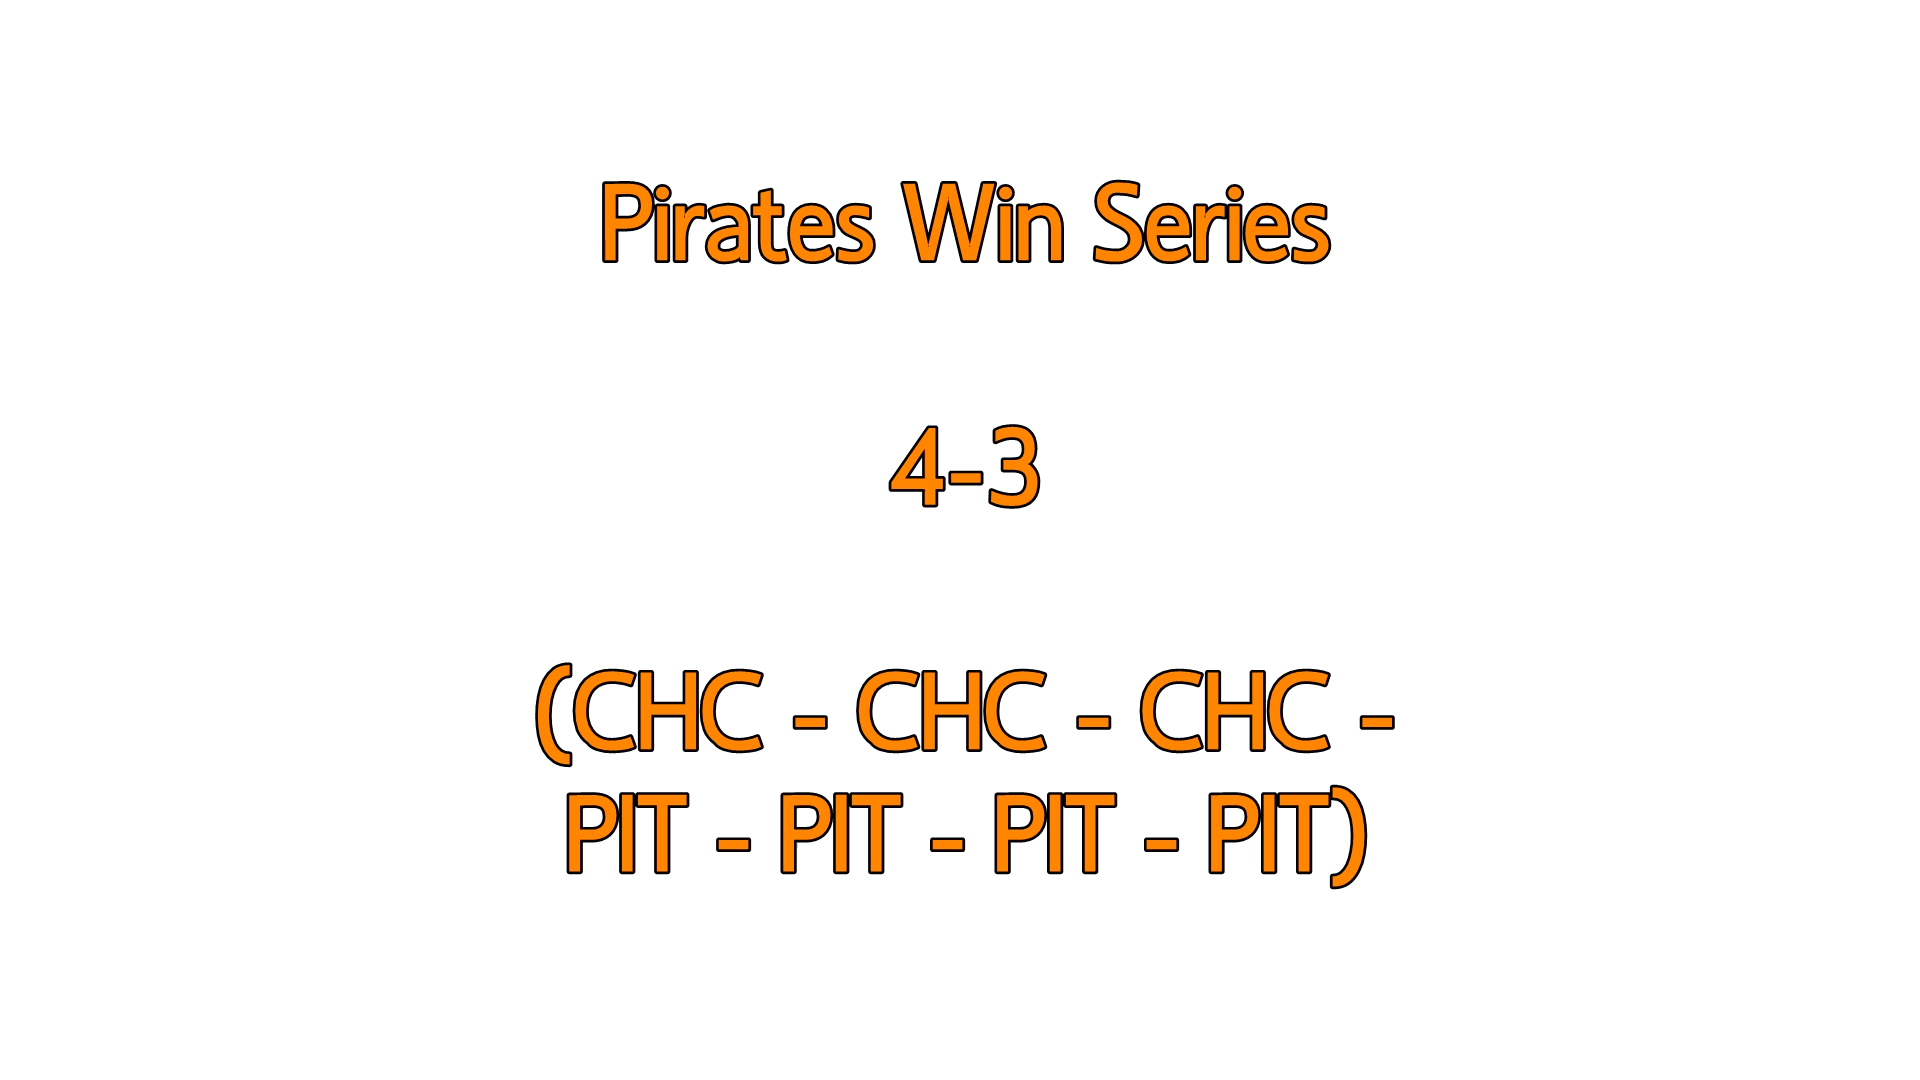 Pirates Win Series
4-3
(CHC - CHC - CHC -
PIT - PIT - PIT - PIT)